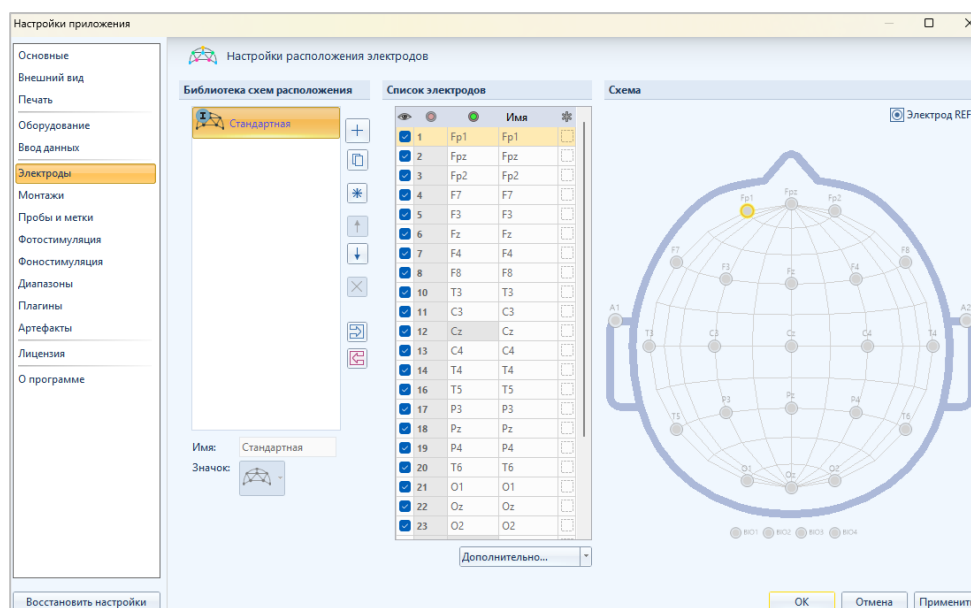 Настройки приложения
Основные
Внешний вид
Печать
Оборудование
Ввод данных
Электроды
Монтажи
Пробы и метки
Фотостимуляция
Фоностимуляция
Диапазоны
Плагины
Артефакты
Лицензия
О программе
Восстановить настройки
Настройки расположения электродов
Библиотека схем расположения
Стандартная
Имя: Стандартная
Значок:
Список электродов
Имя
1 Fp1 Fp1
2 Fpz Fpz
3 Fp2 Fp2
4 F7 F7
5 F3 F3
6 Fz Fz
7 F4 F4
8 F8 F8
10 T3 T3
11 C3 C3
12 Cz Cz
13 C4 C4
14 T4 T4
16 T5 T5
17 P3 P3
18 Pz Pz
19 P4 P4
20 T6 T6
21 O1 O1
22 Oz Oz
23 O2 O2
Дополнительно...
Схема
Электрод REF
Fp1 Fpz Fp2
F7 F3 Fz F4 F8
A1 A2
T3 C3 Cz C4 T4
T5 P3 Pz P4 T6
O1 Oz O2
BIO1 BIO2 BIO3 BIO4
OK Отмена Применить